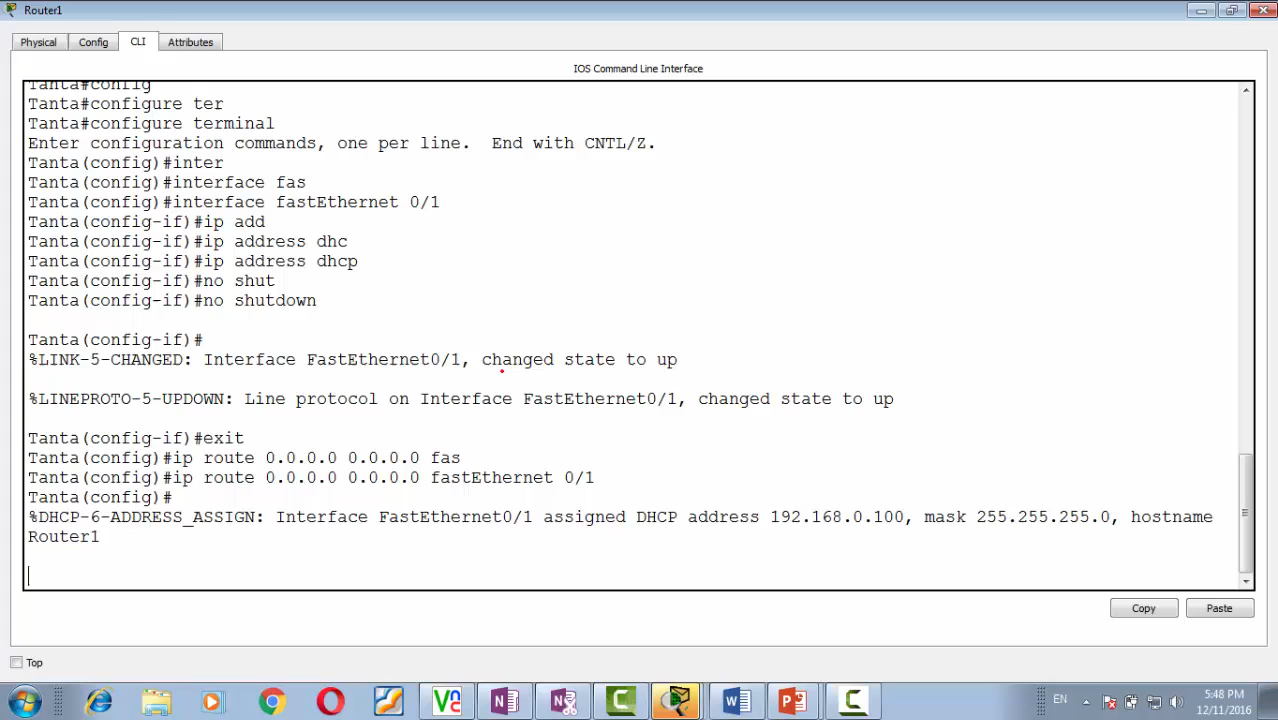 Router1
Physical
Config
CLI
Attributes
IOS Command Line Interface
Tanta#config
Tanta#configure ter
Tanta#configure terminal
Enter configuration commands, one per line.  End with CNTL/Z.
Tanta(config)#inter
Tanta(config)#interface fas
Tanta(config)#interface fastEthernet 0/1
Tanta(config-if)#ip add
Tanta(config-if)#ip address dhc
Tanta(config-if)#ip address dhcp
Tanta(config-if)#no shut
Tanta(config-if)#no shutdown
Tanta(config-if)#
%LINK-5-CHANGED: Interface FastEthernet0/1, changed state to up
%LINEPROTO-5-UPDOWN: Line protocol on Interface FastEthernet0/1, changed state to up
Tanta(config-if)#exit
Tanta(config)#ip route 0.0.0.0 0.0.0.0 fas
Tanta(config)#ip route 0.0.0.0 0.0.0.0 fastEthernet 0/1
Tanta(config)#
%DHCP-6-ADDRESS_ASSIGN: Interface FastEthernet0/1 assigned DHCP address 192.168.0.100, mask 255.255.255.0, hostname
Router1
Copy
Paste
Top
EN
5:48 PM
12/11/2016